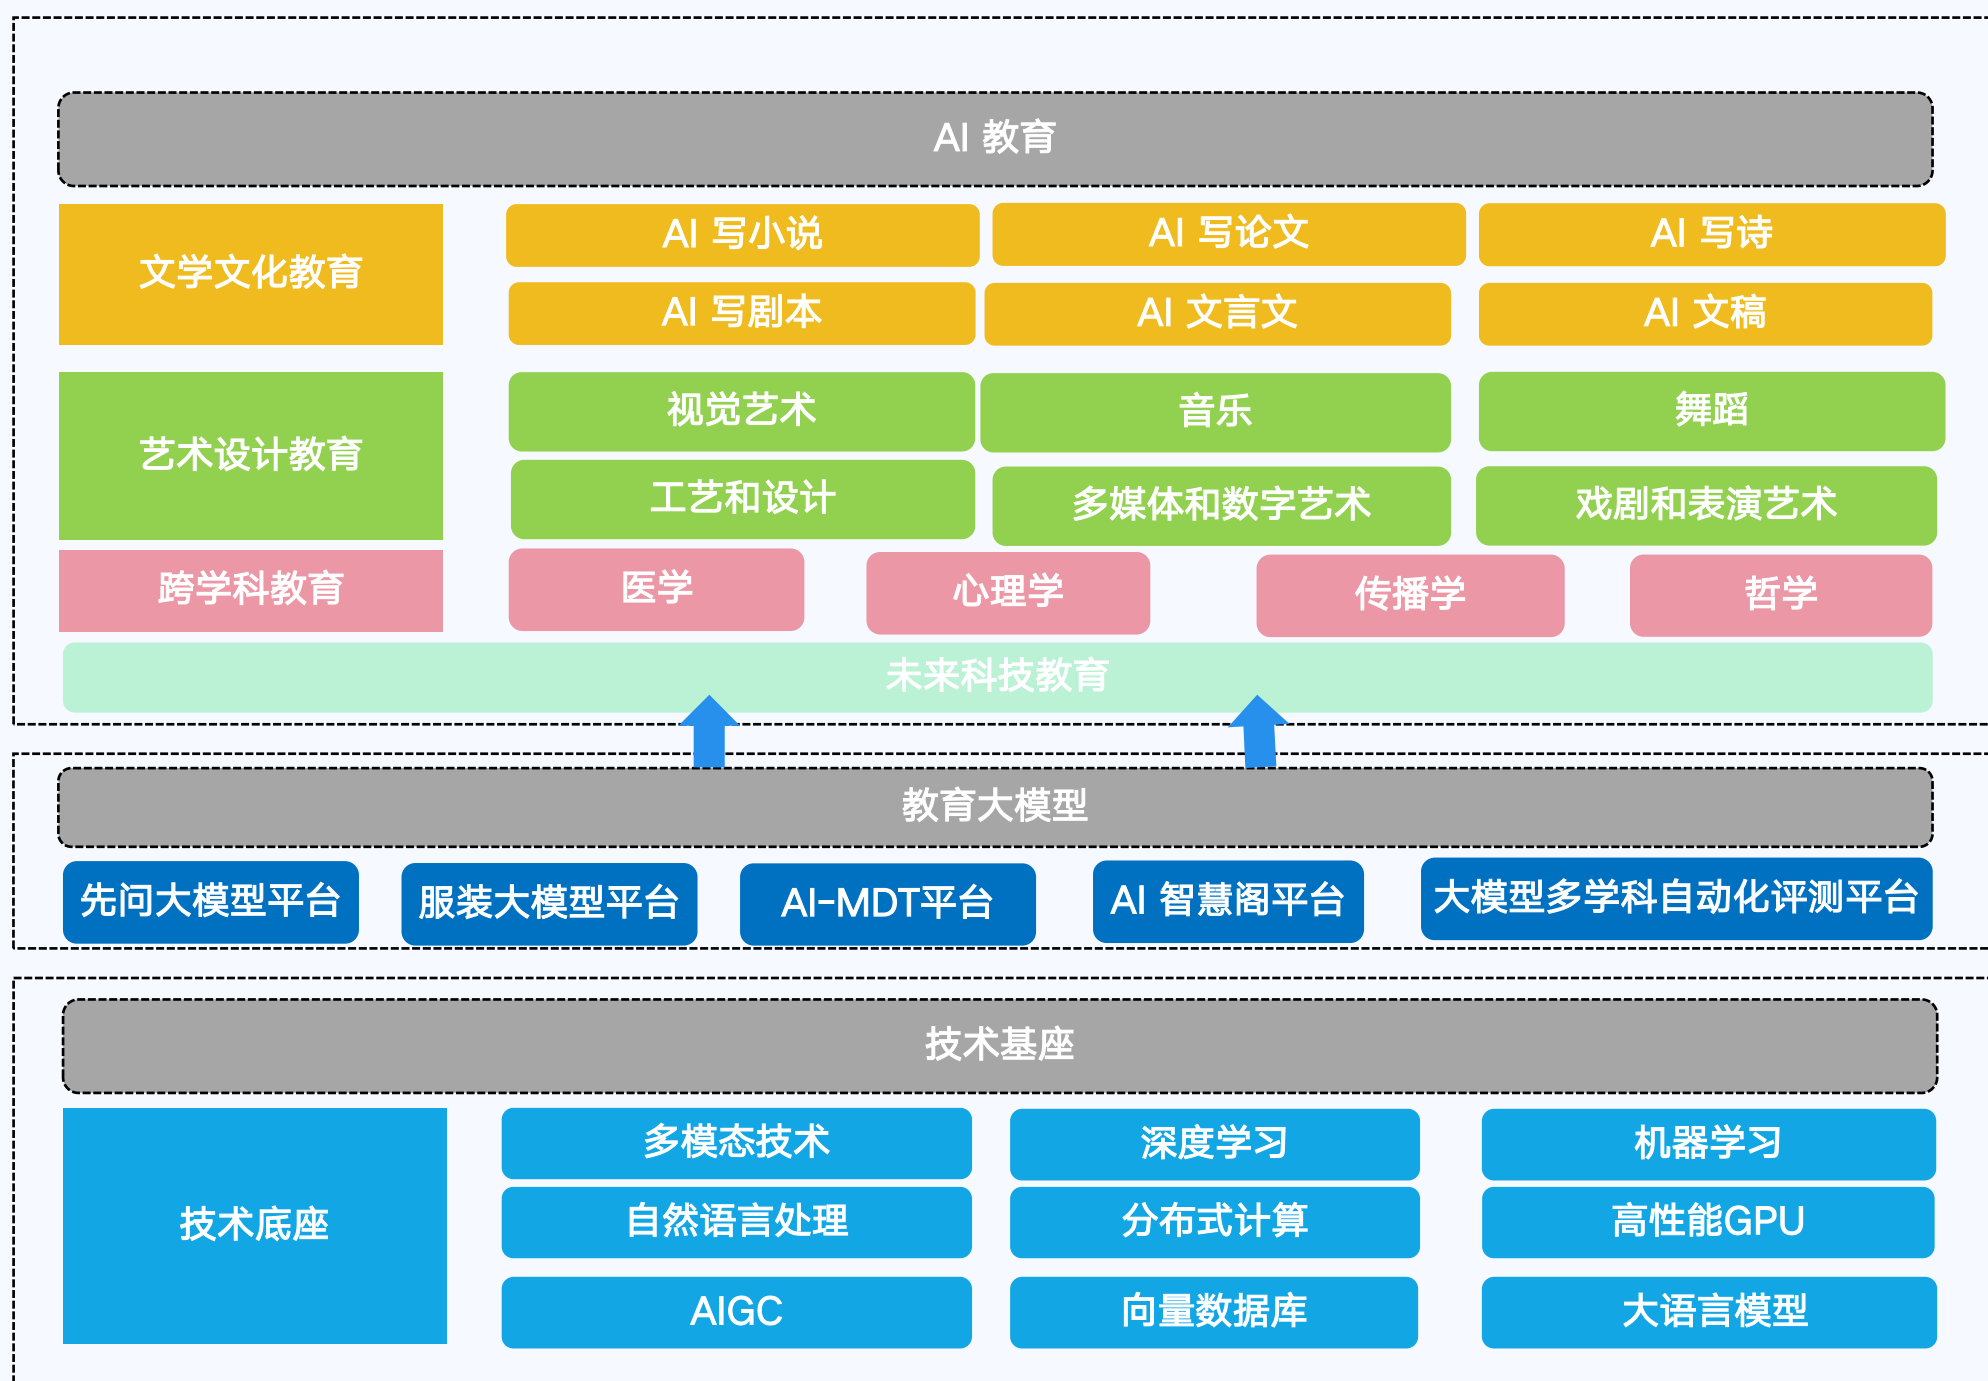 AI 教育
文学文化教育
AI 写小说
AI 写论文
AI 写诗
AI 写剧本
AI 文言文
AI 文稿
艺术设计教育
视觉艺术
音乐
舞蹈
工艺和设计
多媒体和数字艺术
戏剧和表演艺术
跨学科教育
医学
心理学
传播学
哲学
未来科技教育
教育大模型
先问大模型平台
服装大模型平台
AI-MDT平台
AI 智慧阁平台
大模型多学科自动化评测平台
技术基座
技术底座
多模态技术
深度学习
机器学习
自然语言处理
分布式计算
高性能GPU
AIGC
向量数据库
大语言模型